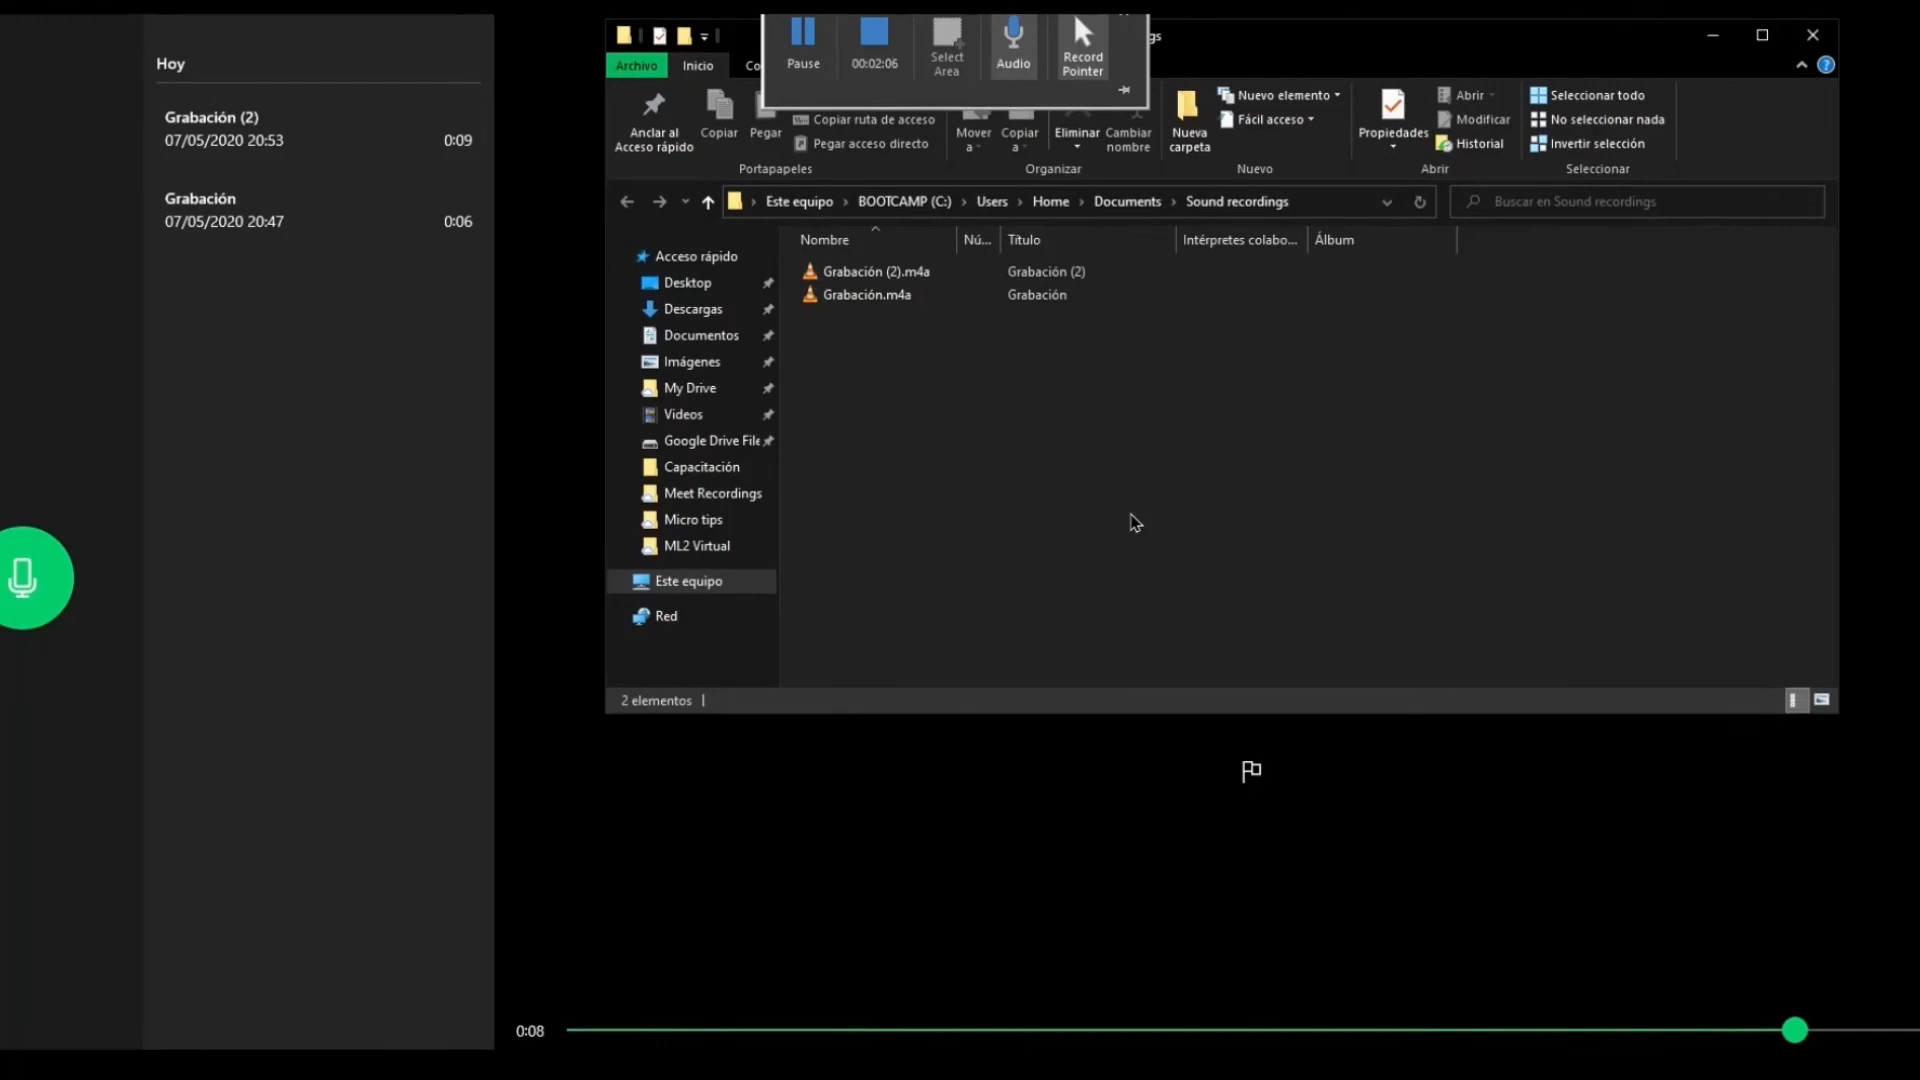 Hoy
Grabación (2)
07/05/2020 20:53
0:09
Grabación
07/05/2020 20:47
0:06
Pause
00:02:06
Select
Area
Audio
Record
Pointer
gs
Archivo
Inicio
Co
Anclar al
Acceso rápido
Copiar
Pegar
Copiar ruta de acceso
Pegar acceso directo
Portapapeles
Mover
a
Copiar
a
Eliminar
Cambiar
nombre
Organizar
Nueva
carpeta
Nuevo elemento
Fácil acceso
Nuevo
Propiedades
Abrir
Modificar
Historial
Abrir
Seleccionar todo
No seleccionar nada
Invertir selección
Seleccionar
Este equipo > BOOTCAMP (C:) > Users > Home > Documents > Sound recordings
Buscar en Sound recordings
Nombre
Nú...
Título
Intérpretes colabo...
Álbum
Grabación (2).m4a
Grabación (2)
Grabación.m4a
Grabación
Acceso rápido
Desktop
Descargas
Documentos
Imágenes
My Drive
Videos
Google Drive File
Capacitación
Meet Recordings
Micro tips
ML2 Virtual
Este equipo
Red
2 elementos
0:08